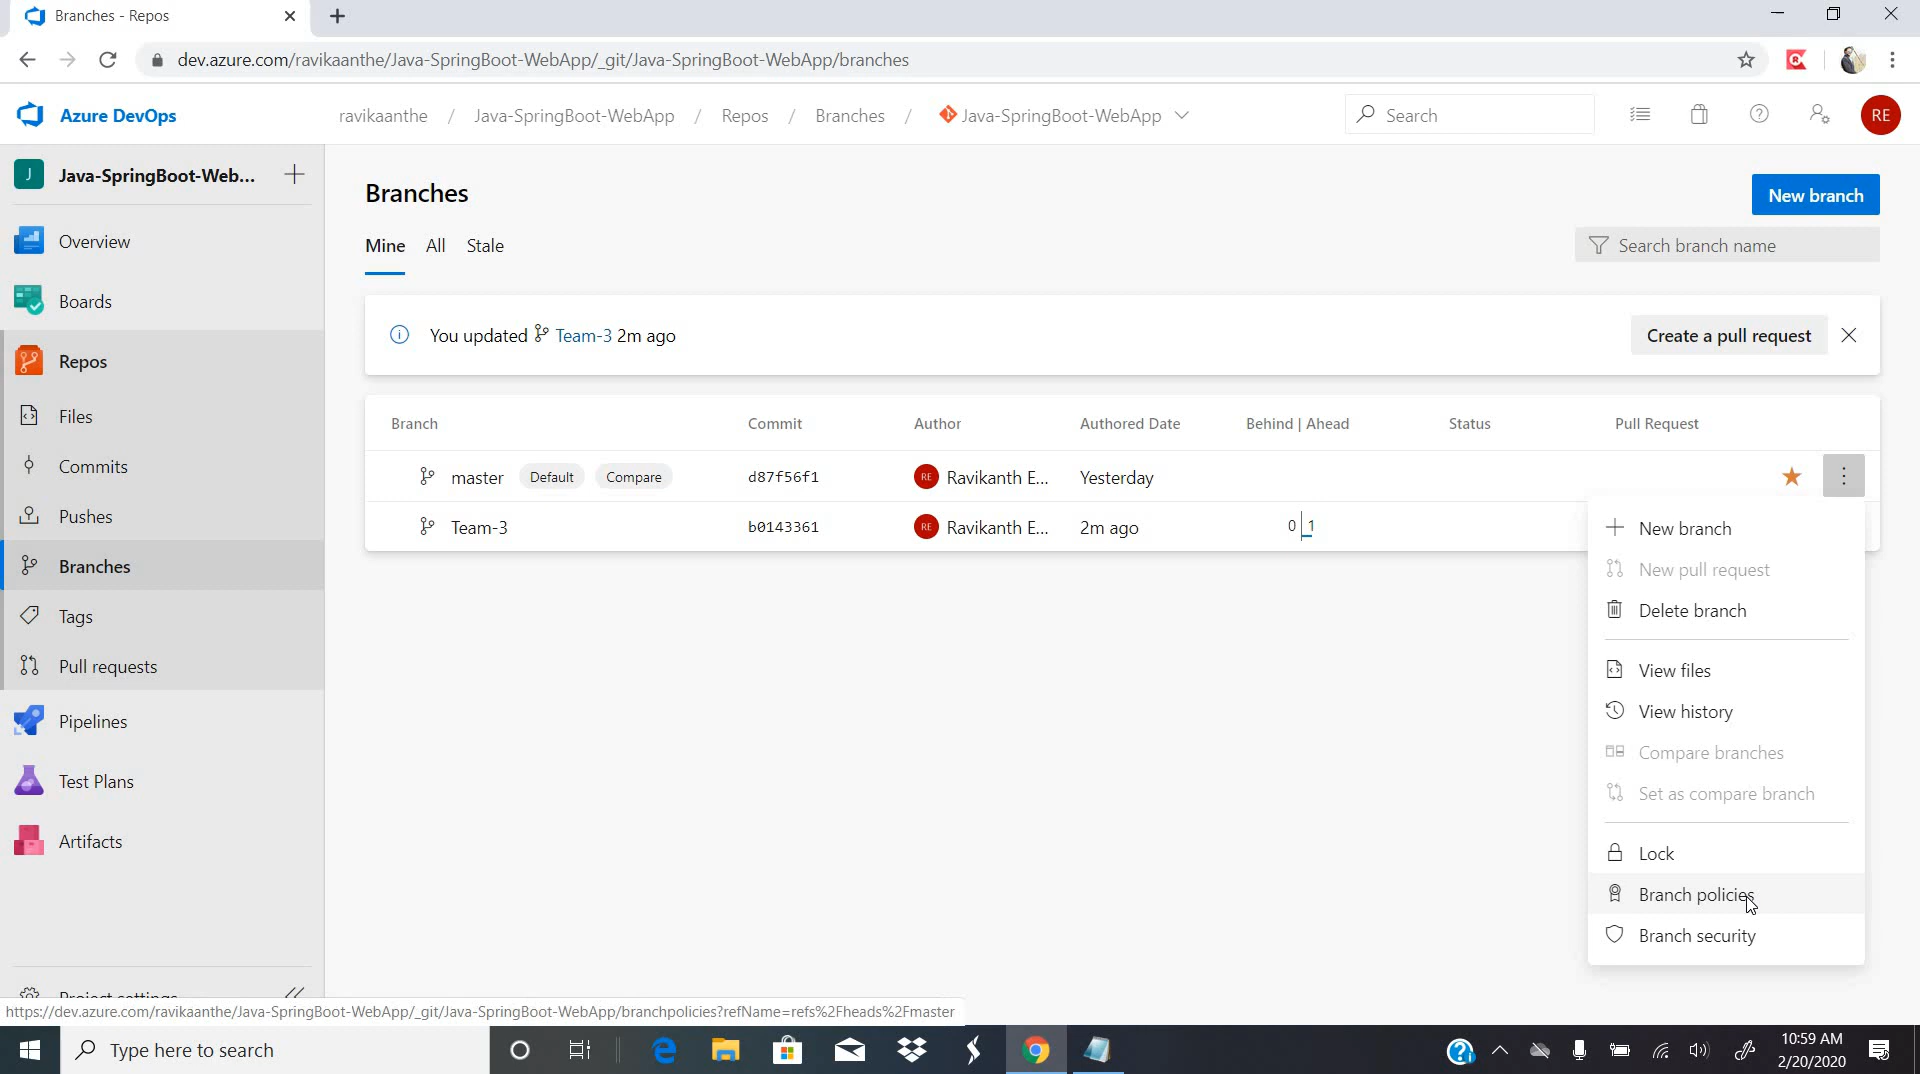 Branches - Repos
dev.azure.com/ravikaanthe/Java-SpringBoot-WebApp/_git/Java-SpringBoot-WebApp/branches
Azure DevOps
ravikaanthe / Java-SpringBoot-WebApp / Repos / Branches / Java-SpringBoot-WebApp
Search
RE
J
Java-SpringBoot-Web...
Overview
Boards
Repos
Files
Commits
Pushes
Branches
Tags
Pull requests
Pipelines
Test Plans
Artifacts
Project settings
Branches
New branch
Mine All Stale
Search branch name
You updated Team-3 2m ago
Create a pull request
Branch Commit Author Authored Date Behind | Ahead Status Pull Request
master Default Compare d87f56f1 RE Ravikanth E... Yesterday
Team-3 b0143361 RE Ravikanth E... 2m ago 0 1
New branch
New pull request
Delete branch
View files
View history
Compare branches
Set as compare branch
Lock
Branch policies
Branch security
https://dev.azure.com/ravikaanthe/Java-SpringBoot-WebApp/_git/Java-SpringBoot-WebApp/branchpolicies?refName=refs%2Fheads%2Fmaster
Type here to search
10:59 AM
2/20/2020